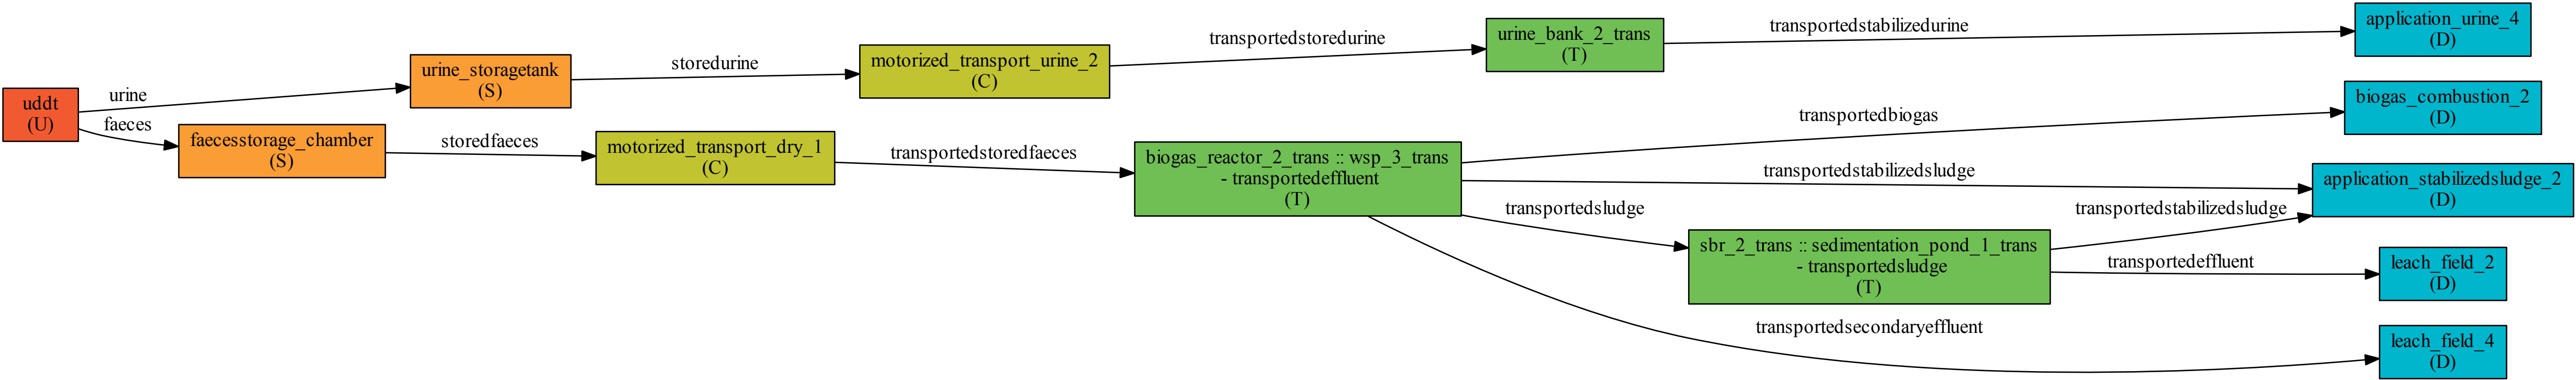 uddt
(U)
urine
faeces
urine_storagetank
(S)
faecesstorage_chamber
(S)
storedurine
storedfaeces
motorized_transport_urine_2
(C)
motorized_transport_dry_1
(C)
transportedstoredurine
transportedstoredfaeces
urine_bank_2_trans
(T)
biogas_reactor_2_trans :: wsp_3_trans
- transportedeffluent
(T)
transportedstabilizedurine
transportedbiogas
transportedstabilizedsludge
transportedsludge
transportedsecondaryeffluent
sbr_2_trans :: sedimentation_pond_1_trans
- transportedsludge
(T)
transportedstabilizedsludge
transportedeffluent
application_urine_4
(D)
biogas_combustion_2
(D)
application_stabilizedsludge_2
(D)
leach_field_2
(D)
leach_field_4
(D)